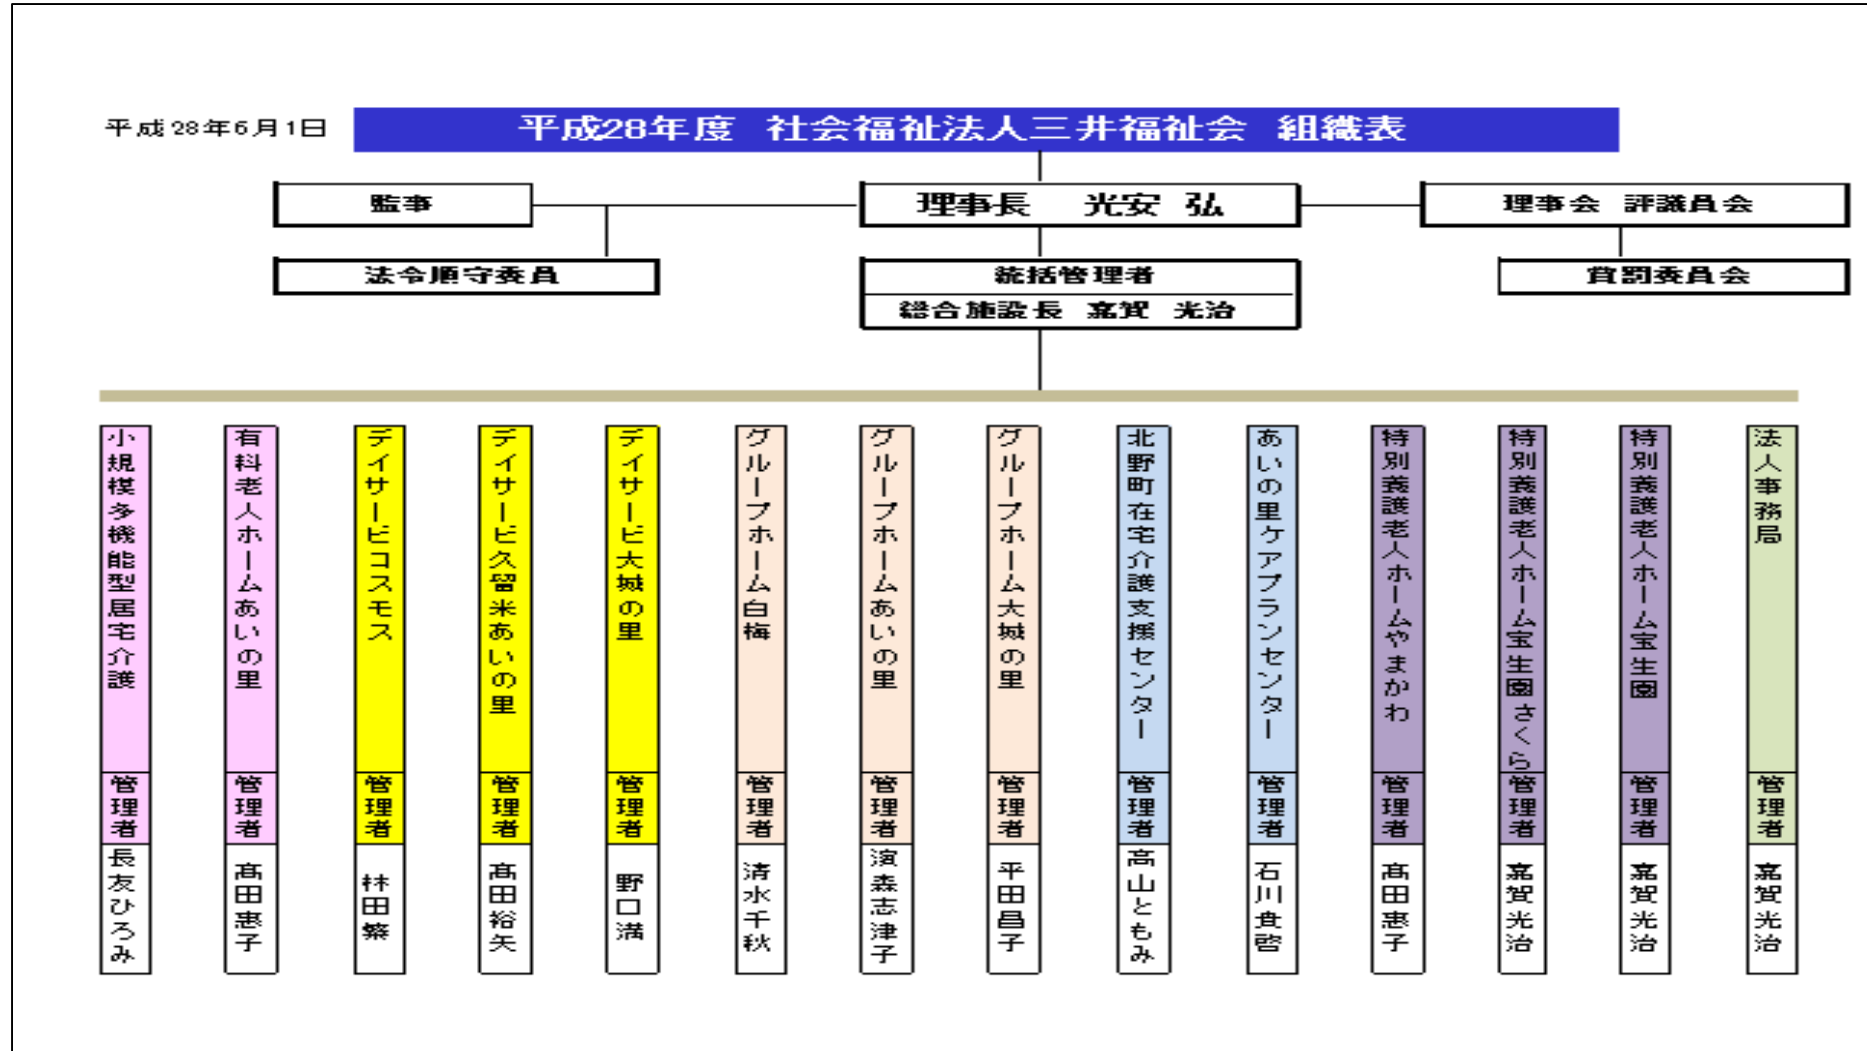 平成28年6月1日
平成28年度 社会福祉法人三井福祉会 組織表
監事
理事長 光安 弘
理事会 評議員会
法令順守委員
統括管理者
総合施設長 嘉賀 光治
賞罰委員会
小規模多機能型居宅介護
管理者
長友ひろみ
有料老人ホームあいの里
管理者
髙田惠子
デイサービコスモス
管理者
林田繁
デイサービ久留米あいの里
管理者
髙田裕矢
デイサービ大城の里
管理者
野口満
グループホーム白梅
管理者
清水千秋
グループホームあいの里
管理者
森志津子
グループホーム大城の里
管理者
平田昌子
北野町在宅介護支援センター
管理者
高山ともみ
あいの里ケアプランセンター
管理者
石川
特別養護老人ホームやまかわ
管理者
髙田惠子
特別養護老人ホーム宝生園さくら
管理者
嘉賀光治
特別養護老人ホーム宝生園
管理者
嘉賀光治
法人事務局
管理者
嘉賀光治